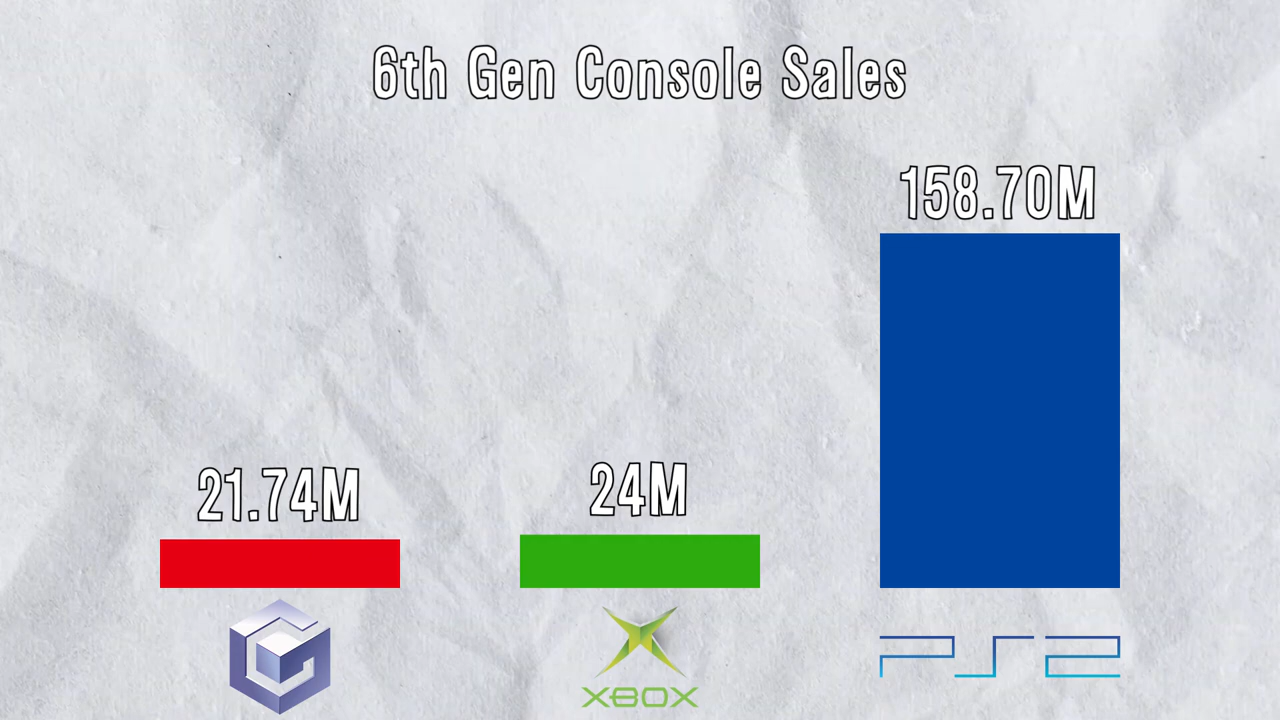 6th Gen Console Sales
158.70M
21.74M
24M
XBOX
PS2